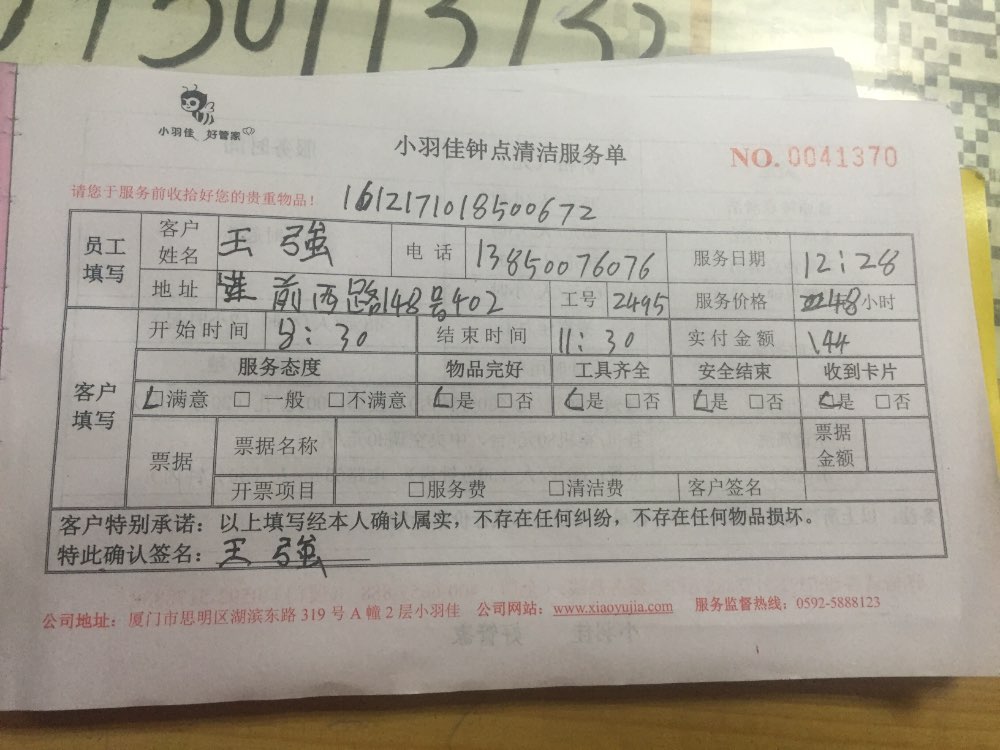 小羽佳 好管家
小羽佳钟点清洁服务单 NO. 0041370
请您于服务前收拾好您的贵重物品! 1612171018500672
员工填写 客户姓名 王強 电话 13850076076 服务日期 12:28
地址 前西路148号402 工号 2495 服务价格 48小时
客户填写 开始时间 8:30 结束时间 11:30 实付金额 144
服务态度 物品完好 工具齐全 安全结束 收到卡片
☑满意 □一般 □不满意 ☑是 □否 ☑是 □否 ☑是 □否 ☑是 □否
票据 票据名称 票据金额
开票项目 □服务费 □清洁费 客户签名
客户特别承诺:以上填写经本人确认属实,不存在任何纠纷,不存在任何物品损坏。
特此确认签名:王強
公司地址:厦门市思明区湖滨东路 319 号 A 幢 2 层小羽佳 公司网站:www.xiaoyujia.com 服务监督热线:0592-5888123